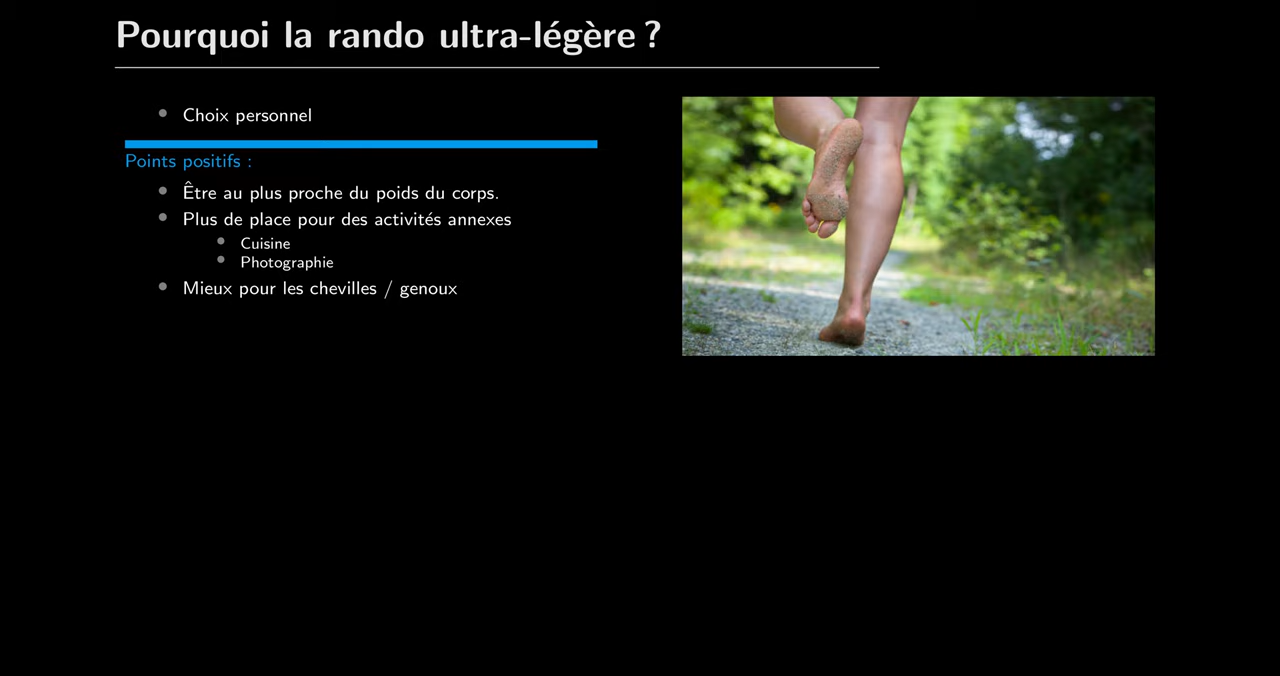 Pourquoi la rando ultra-légère ?
Choix personnel
Points positifs :
Être au plus proche du poids du corps.
Plus de place pour des activités annexes
Cuisine
Photographie
Mieux pour les chevilles / genoux